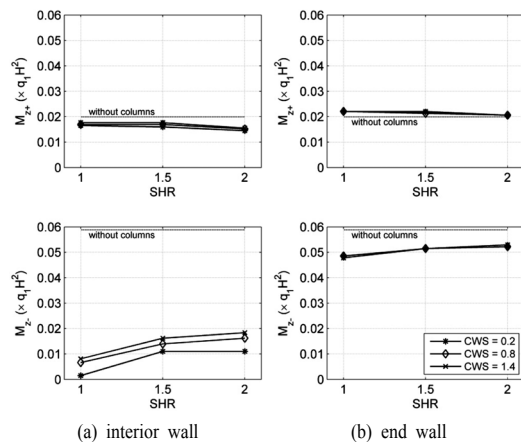 0.06
0.05
0.04
0.03
0.02
0.01
0
M_{z+} (× q_1H^2)
without columns
1 1.5 2
SHR
0.06
0.05
0.04
0.03
0.02
0.01
0
M_{z+} (× q_1H^2)
without columns
1 1.5 2
SHR
0.06
0.05
0.04
0.03
0.02
0.01
0
M_{z-} (× q_1H^2)
without columns
1 1.5 2
SHR
0.06
0.05
0.04
0.03
0.02
0.01
0
M_{z-} (× q_1H^2)
without columns
CWS = 0.2
CWS = 0.8
CWS = 1.4
1 1.5 2
SHR
(a) interior wall
(b) end wall